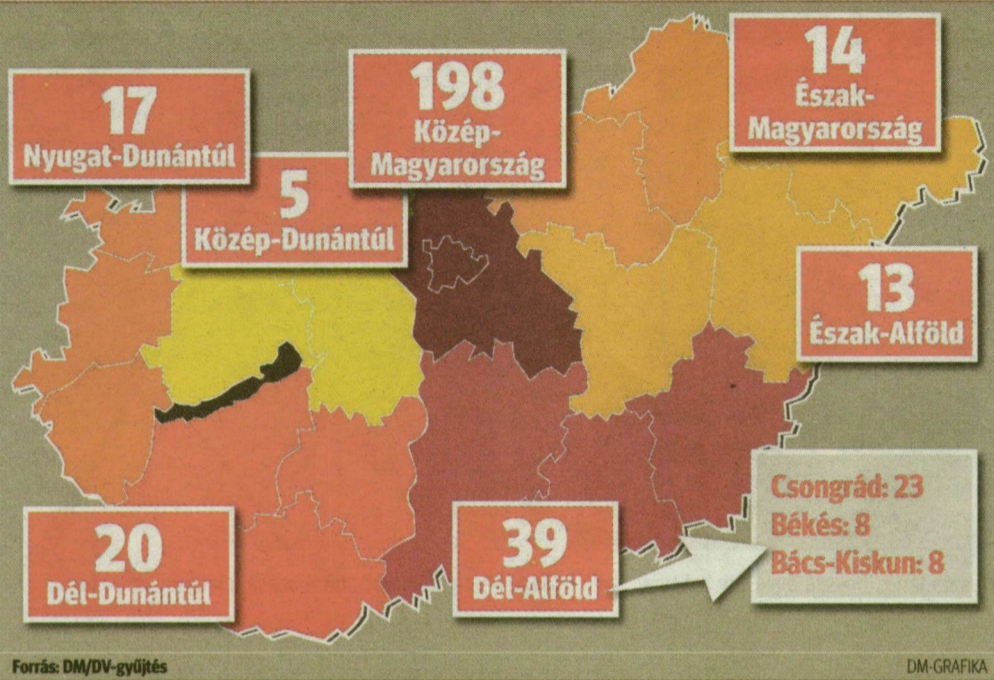 17
Nyugat-Dunántúl
5
Közép-Dunántúl
198
Közép-
Magyarország
14
Észak-
Magyarország
13
Észak-Alföld
20
Dél-Dunántúl
39
Dél-Alföld
Csongrád: 23
Békés: 8
Bács-Kiskun: 8
Forrás: DM/DV-gyűjtés
DM-GRAFIKA